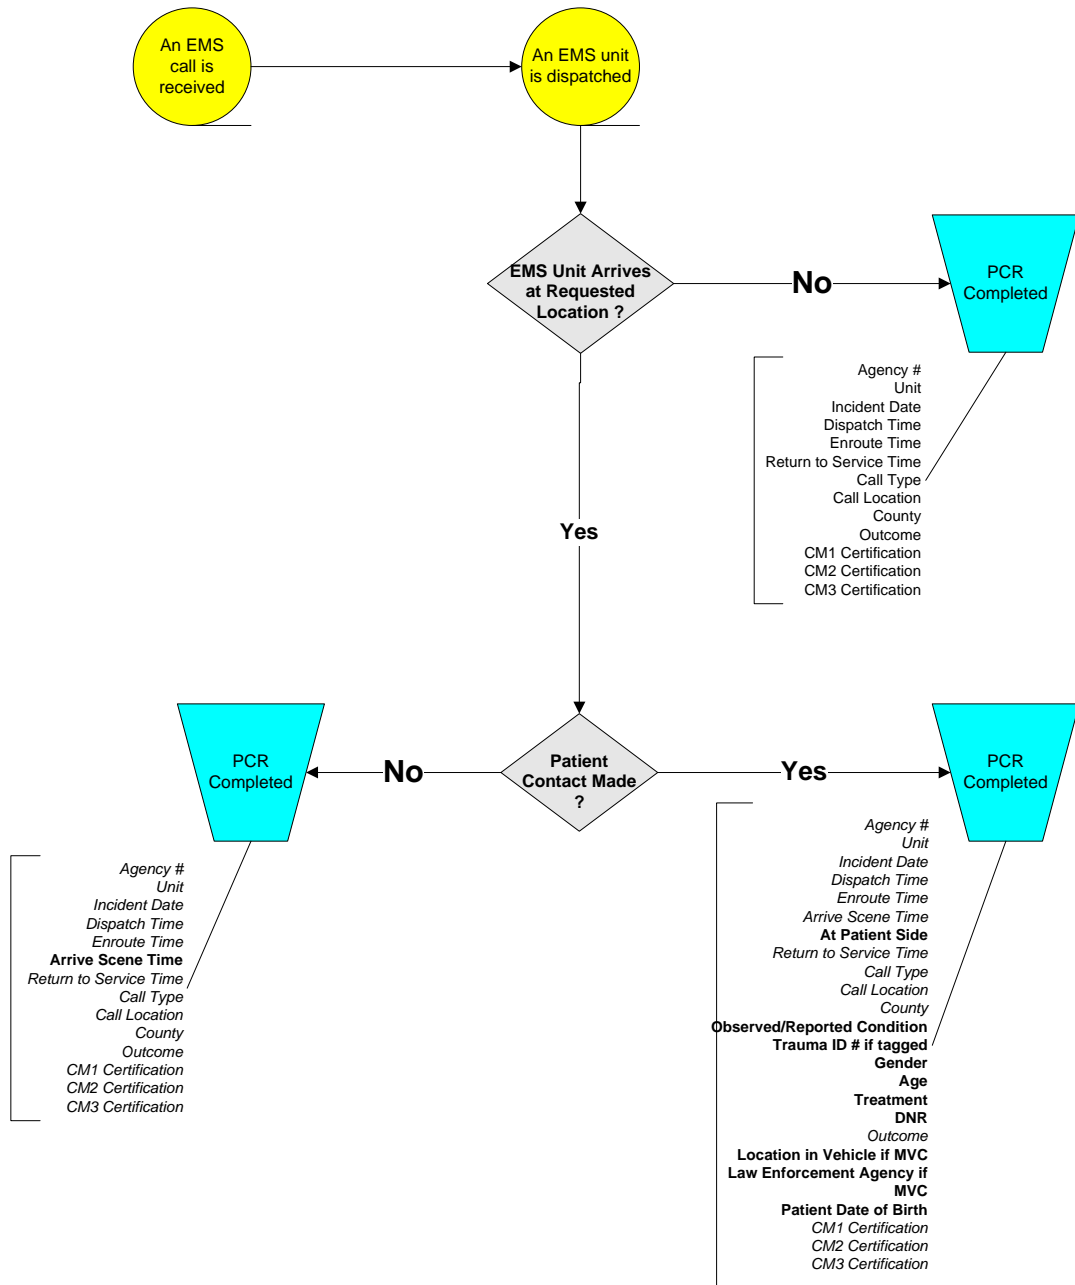 An EMS
call is
received
An EMS unit
is dispatched
EMS Unit Arrives
at Requested
Location ?
No
PCR
Completed
Agency #
Unit
Incident Date
Dispatch Time
Enroute Time
Return to Service Time
Call Type
Call Location
County
Outcome
CM1 Certification
CM2 Certification
CM3 Certification
Yes
Patient
Contact Made
?
No
PCR
Completed
Agency #
Unit
Incident Date
Dispatch Time
Enroute Time
Arrive Scene Time
Return to Service Time
Call Type
Call Location
County
Outcome
CM1 Certification
CM2 Certification
CM3 Certification
Yes
PCR
Completed
Agency #
Unit
Incident Date
Dispatch Time
Enroute Time
Arrive Scene Time
At Patient Side
Return to Service Time
Call Type
Call Location
County
Observed/Reported Condition
Trauma ID # if tagged
Gender
Age
Treatment
DNR
Outcome
Location in Vehicle if MVC
Law Enforcement Agency if
MVC
Patient Date of Birth
CM1 Certification
CM2 Certification
CM3 Certification